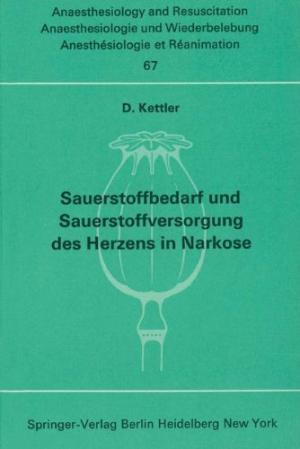 Anaesthesiology and Resuscitation
Anaesthesiologie und Wiederbelebung
Anesthésiologie et Réanimation
67
D. Kettler
Sauerstoffbedarf und
Sauerstoffversorgung
des Herzens in Narkose
Springer-Verlag Berlin Heidelberg New York